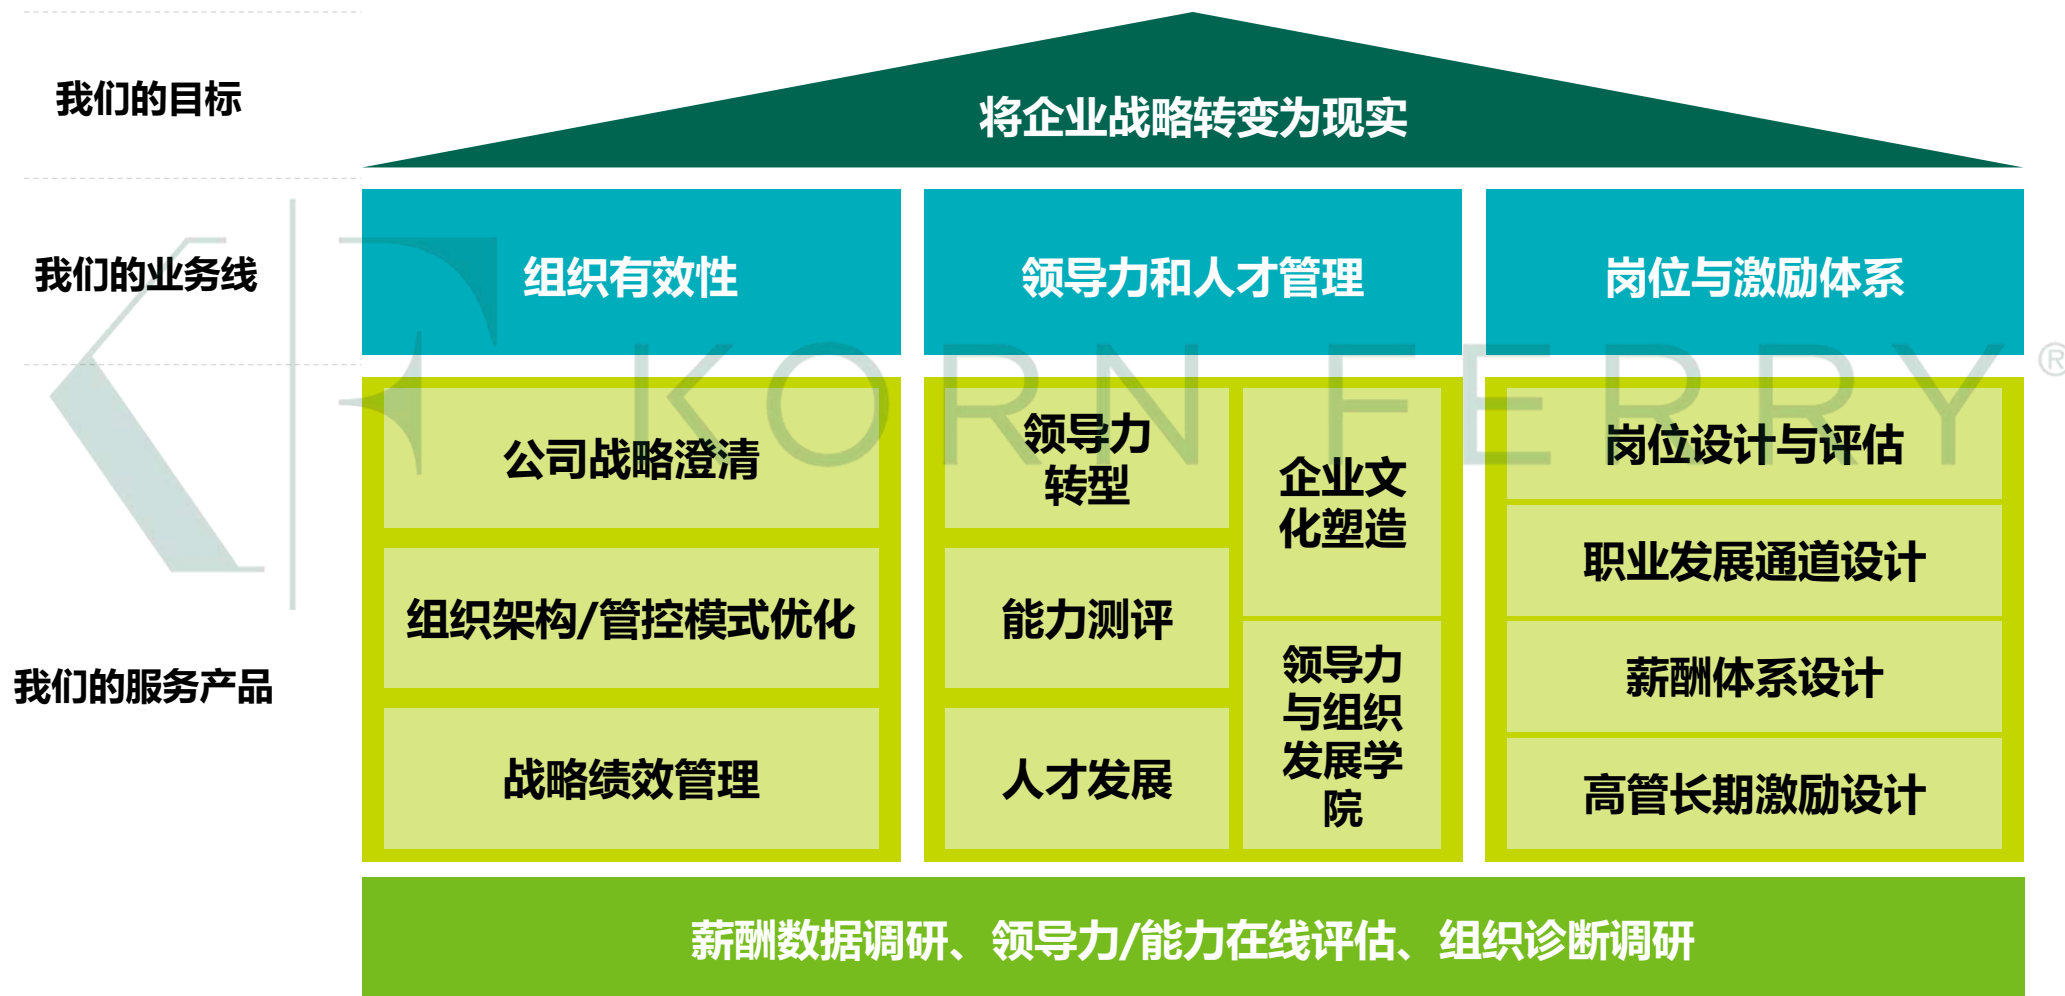 我们的目标
将企业战略转变为现实
我们的业务线
组织有效性
领导力和人才管理
岗位与激励体系
KORN FERRY®
我们的服务产品
公司战略澄清
组织架构/管控模式优化
战略绩效管理
领导力
转型
能力测评
人才发展
企业文
化塑造
领导力
与组织
发展学
院
岗位设计与评估
职业发展通道设计
薪酬体系设计
高管长期激励设计
薪酬数据调研、领导力/能力在线评估、组织诊断调研